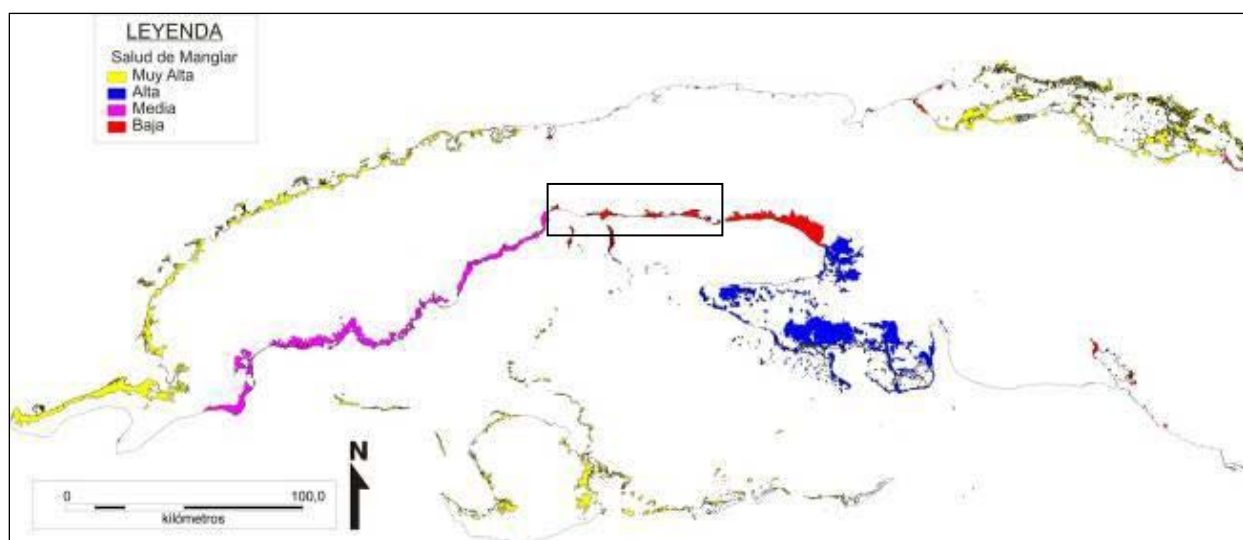 LEYENDA
Salud de Manglar
Muy Alta
Alta
Media
Baja
N
0 100,0
kilómetros